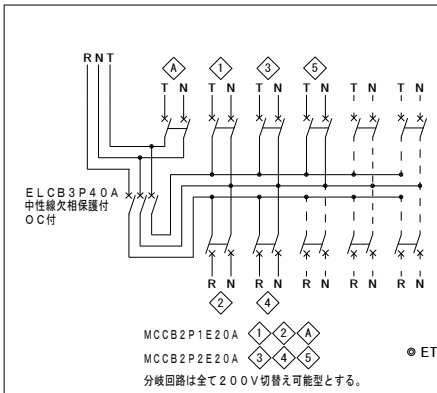 R N T
A 1 3 5
T N T N T N T N T N T N
ELCB3P40A
中性線欠相保護付
OC付
R N R N R N R N R N
2 4
MCCB2P1E20A 1 2 A
MCCB2P2E20A 3 4 5
分岐回路は全て200V切替え可能型とする。
◎ ET